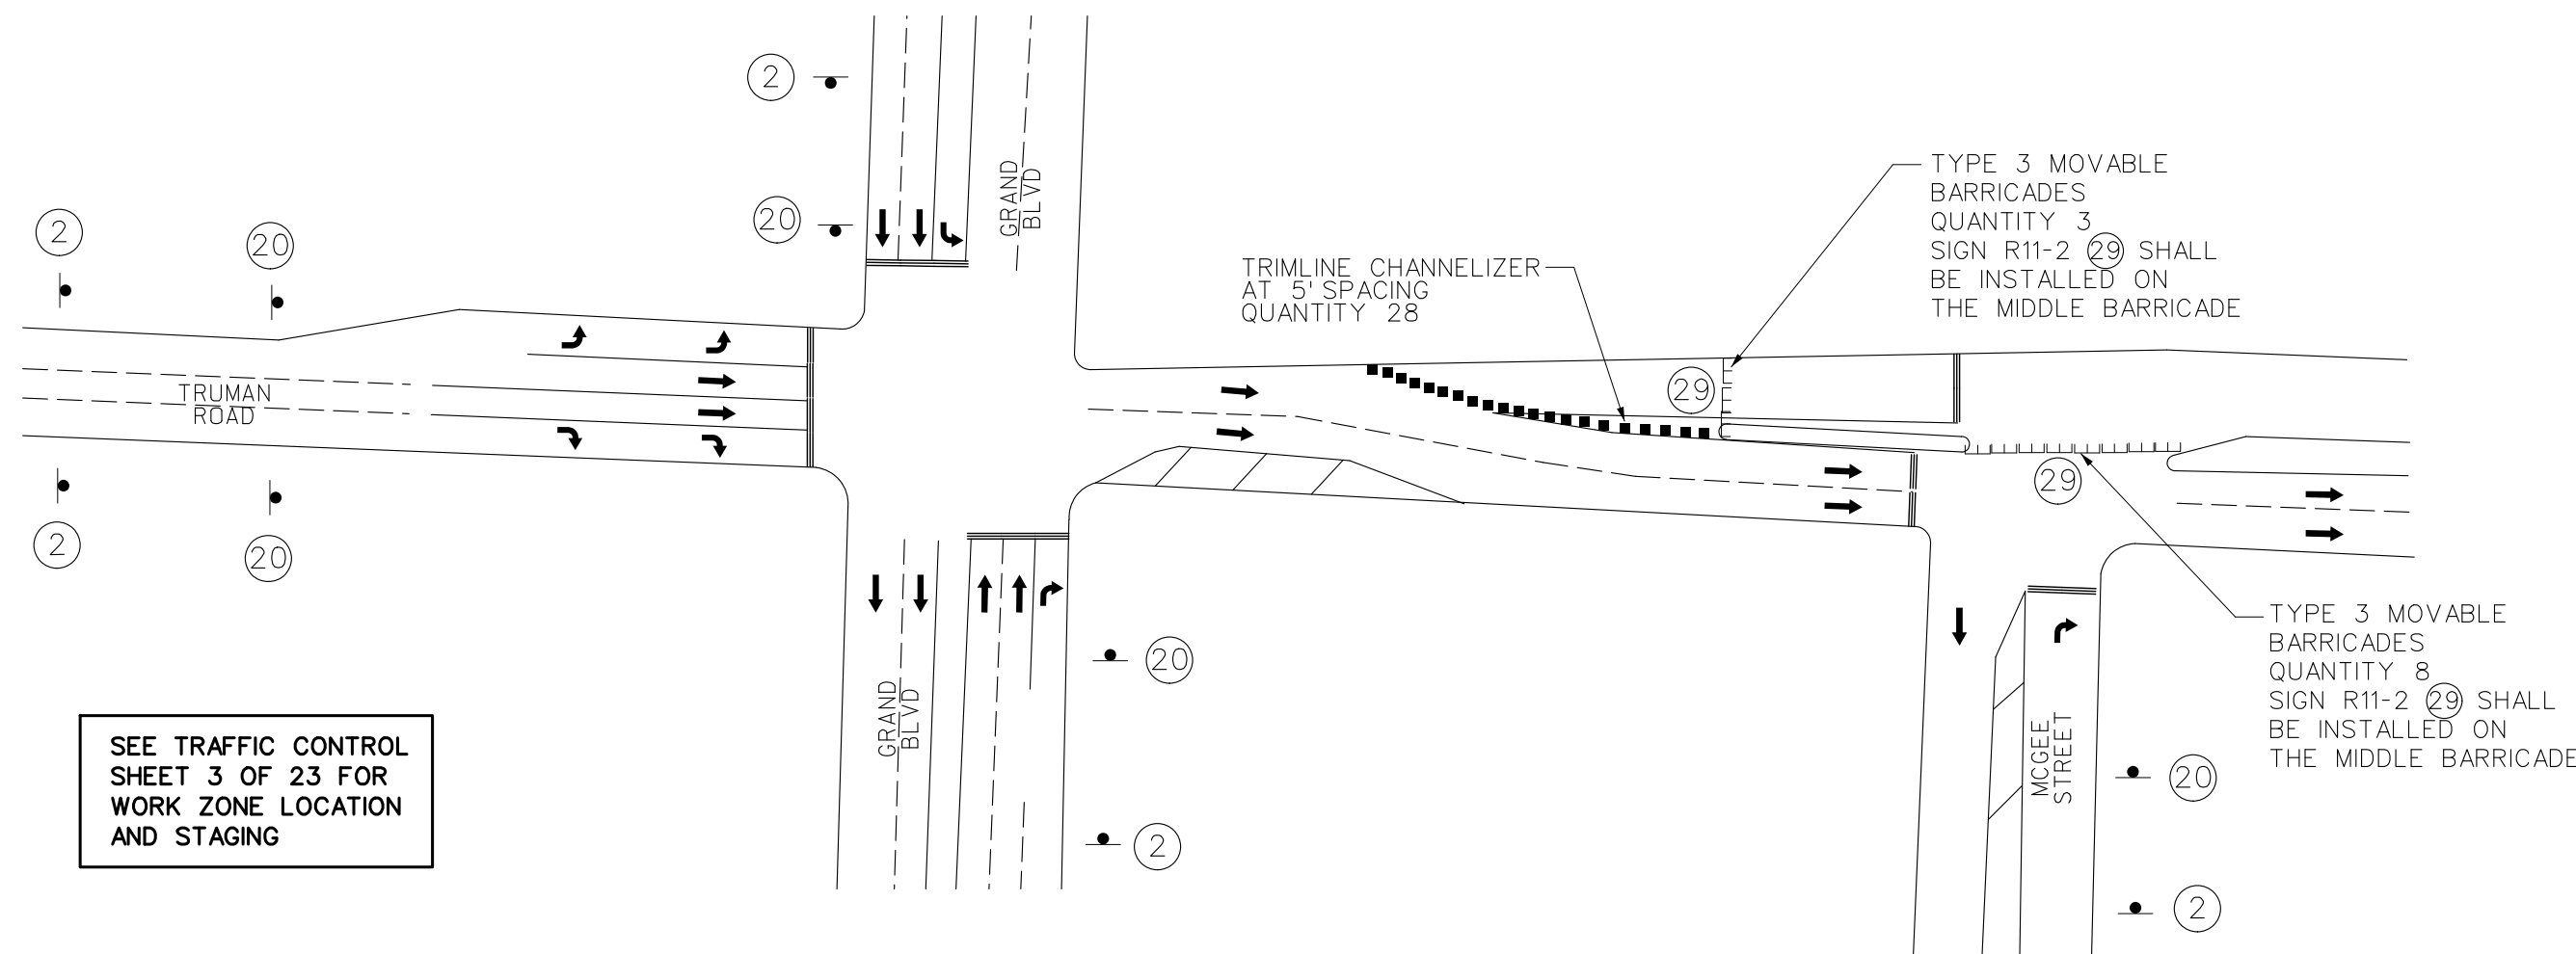 2
GRAND
BLVD
TYPE 3 MOVABLE
BARRICADES
QUANTITY 3
SIGN R11-2 29 SHALL
BE INSTALLED ON
THE MIDDLE BARRICADE
2
20
20
TRIMLINE CHANNELIZER
AT 5' SPACING
QUANTITY 28
TRUMAN
ROAD
29
29
2
20
TYPE 3 MOVABLE
BARRICADES
QUANTITY 8
SIGN R11-2 29 SHALL
BE INSTALLED ON
THE MIDDLE BARRICADE
20
GRAND
BLVD
MCGEE
STREET
20
SEE TRAFFIC CONTROL
SHEET 3 OF 23 FOR
WORK ZONE LOCATION
AND STAGING
2
2